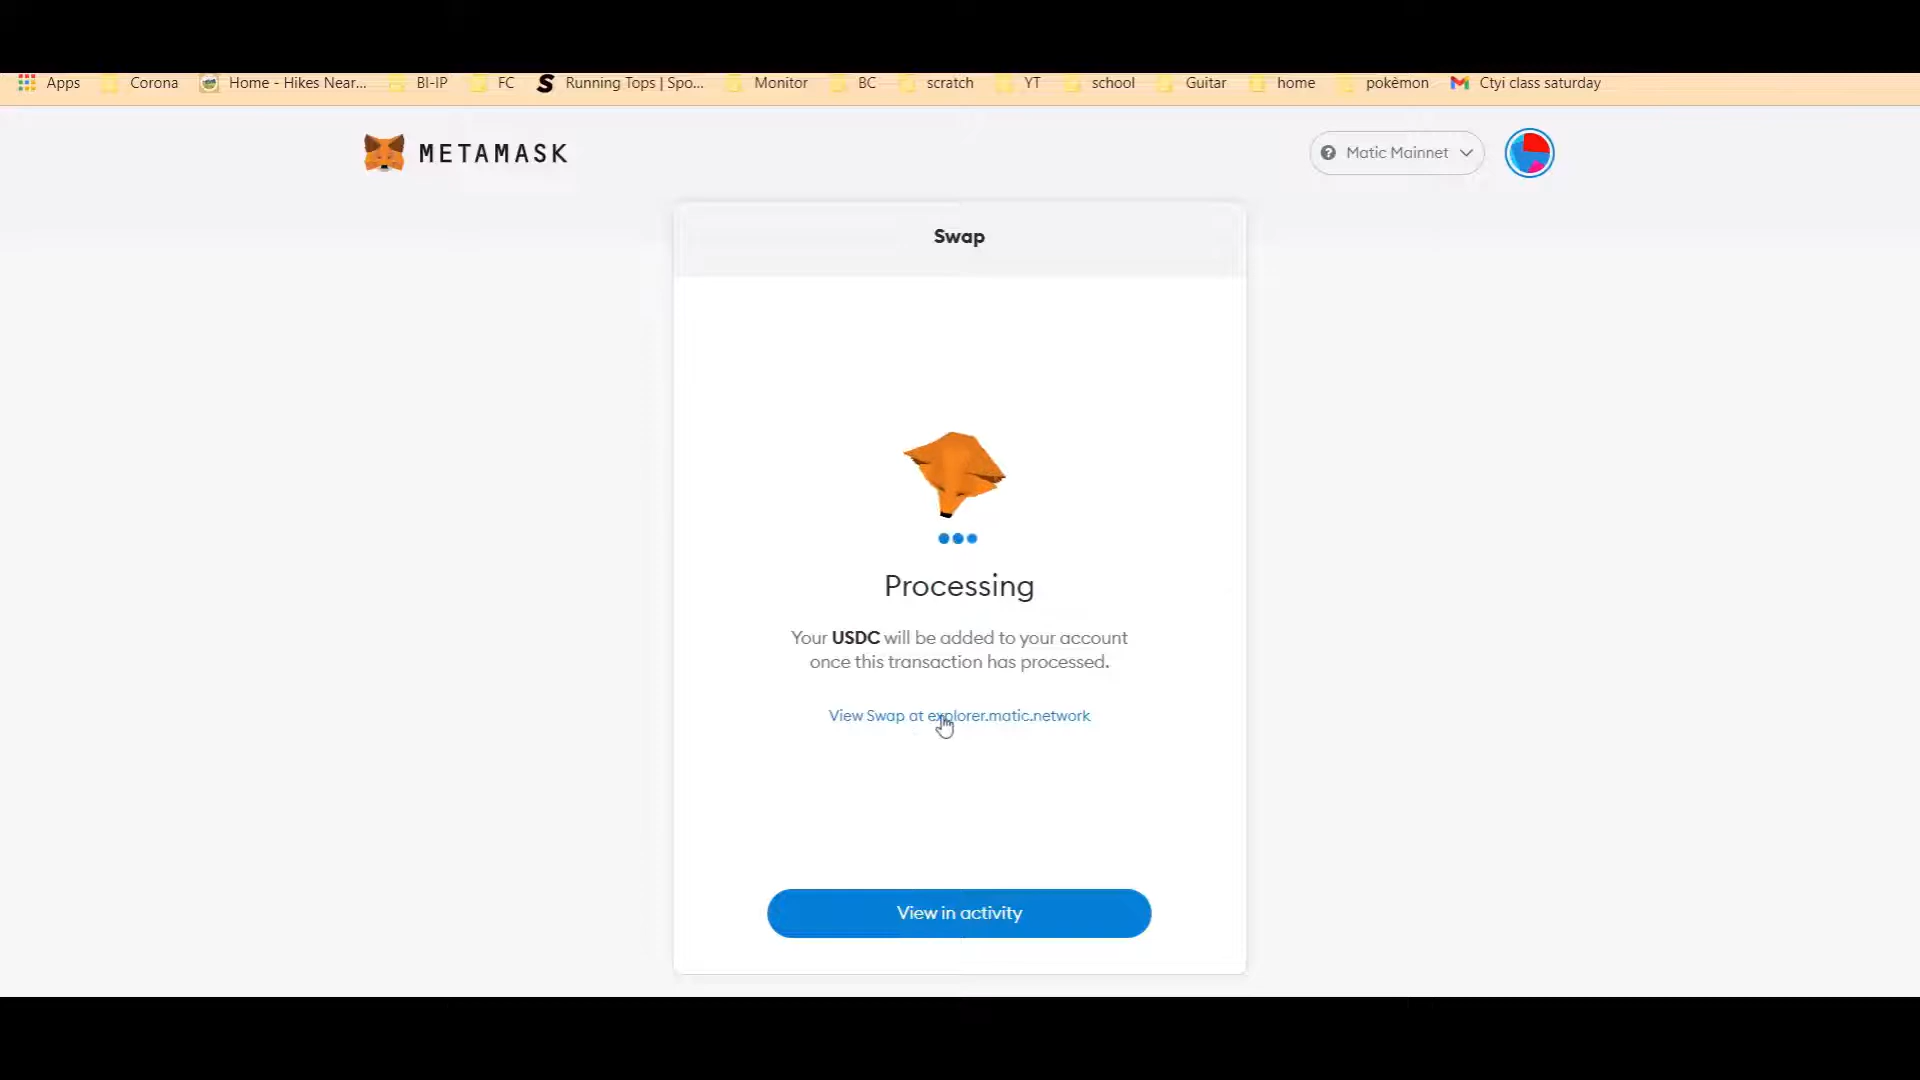 Apps Corona Home - Hikes Near... BI-IP FC Running Tops | Spo... Monitor BC scratch YT school Guitar home pokèmon Ctyi class saturday
METAMASK
Matic Mainnet
Swap
Processing
Your USDC will be added to your account
once this transaction has processed.
View Swap at explorer.matic.network
View in activity